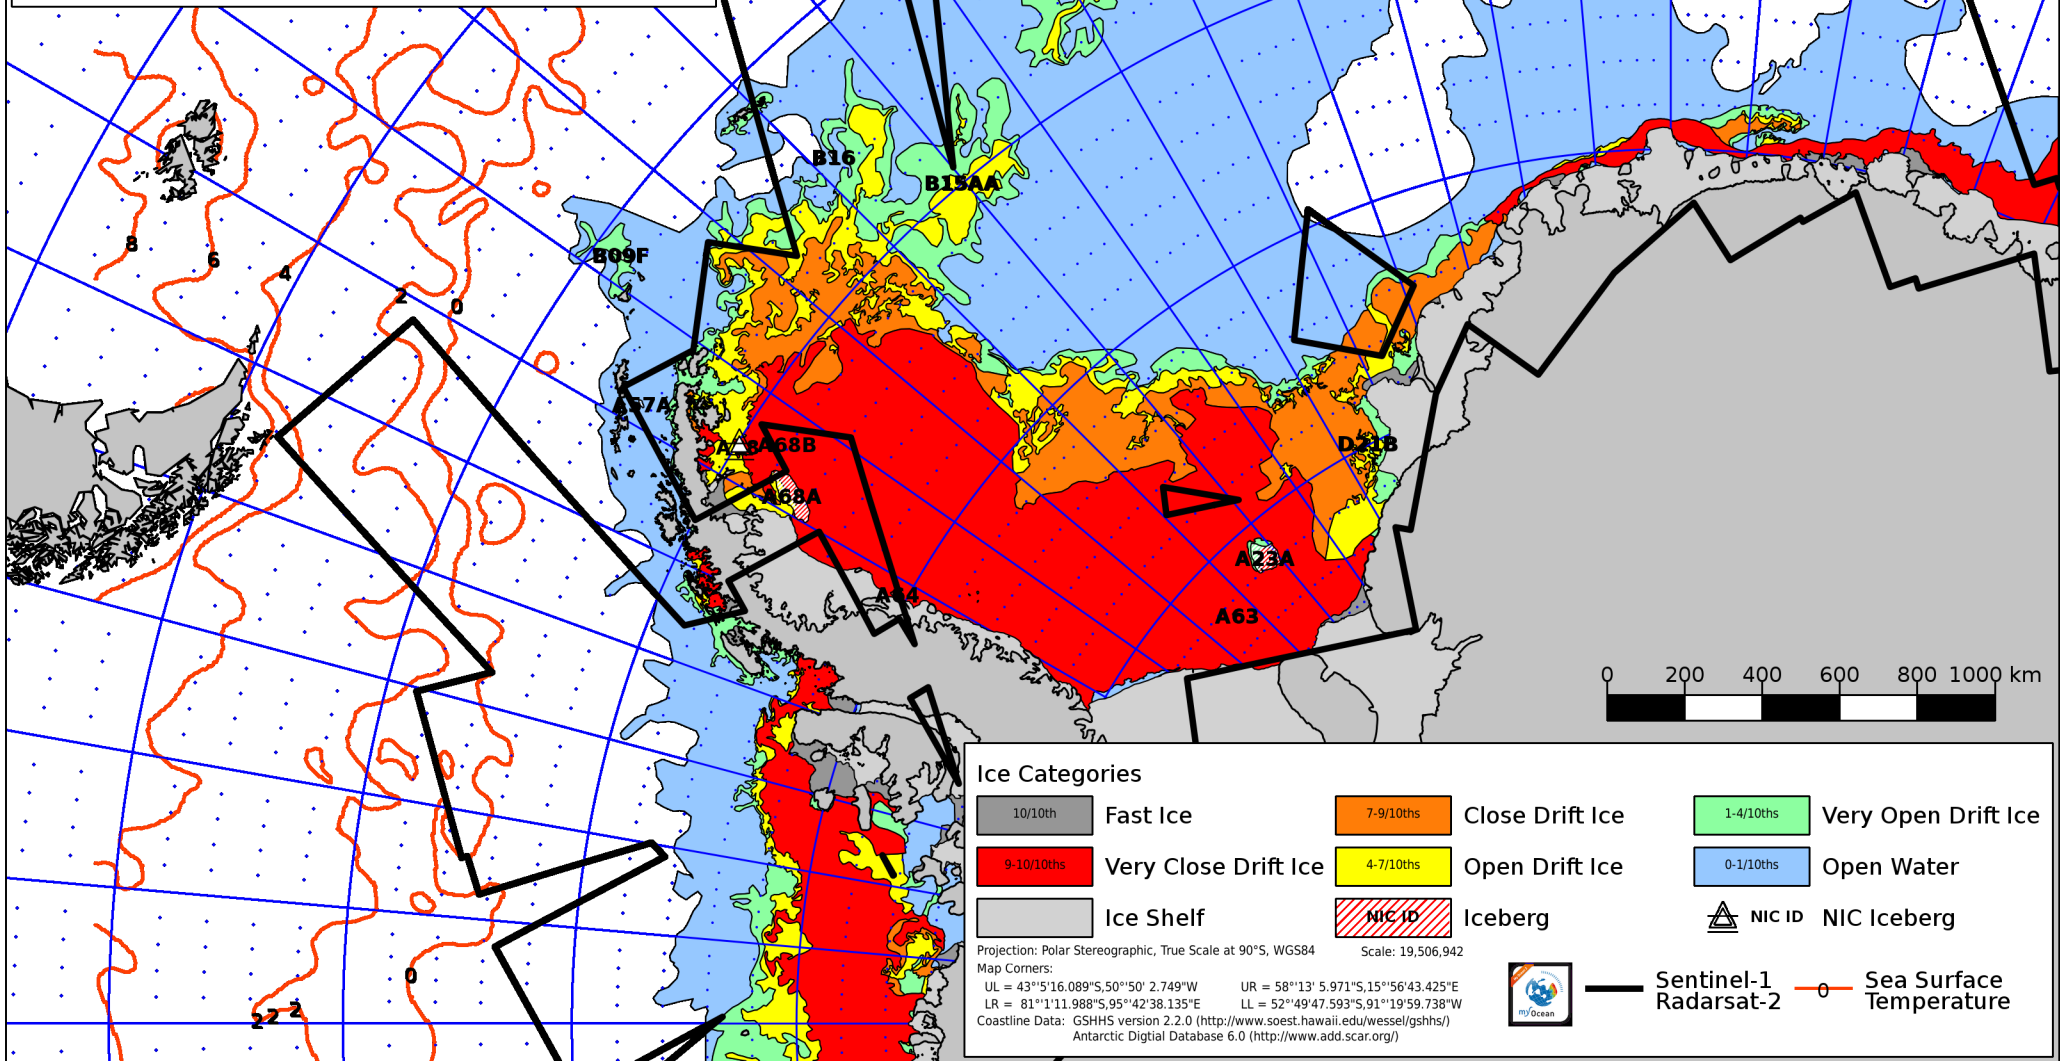 B16
B15AA
B09F
8
6
4
2
0
A57A
A68B
D21B
A68A
A23A
A64
A63
0 200 400 600 800 1000 km
Ice Categories
10/10th Fast Ice
7-9/10ths Close Drift Ice
1-4/10ths Very Open Drift Ice
9-10/10ths Very Close Drift Ice
4-7/10ths Open Drift Ice
0-1/10ths Open Water
Ice Shelf
NIC ID Iceberg
NIC ID NIC Iceberg
Projection: Polar Stereographic, True Scale at 90°S, WGS84 Scale: 19,506,942
Map Corners:
UL = 43°'5'16.089"S,50°'50' 2.749"W UR = 58°'13' 5.971"S,15°'56'43.425"E
LR = 81°'1'11.988"S,95°'42'38.135"E LL = 52°'49'47.593"S,91°'19'59.738"W
Coastline Data: GSHHS version 2.2.0 (http://www.soest.hawaii.edu/wessel/gshhs/)
Antarctic Digtial Database 6.0 (http://www.add.scar.org/)
myOcean
Sentinel-1
Radarsat-2
0
Sea Surface
Temperature
0
2 2 2